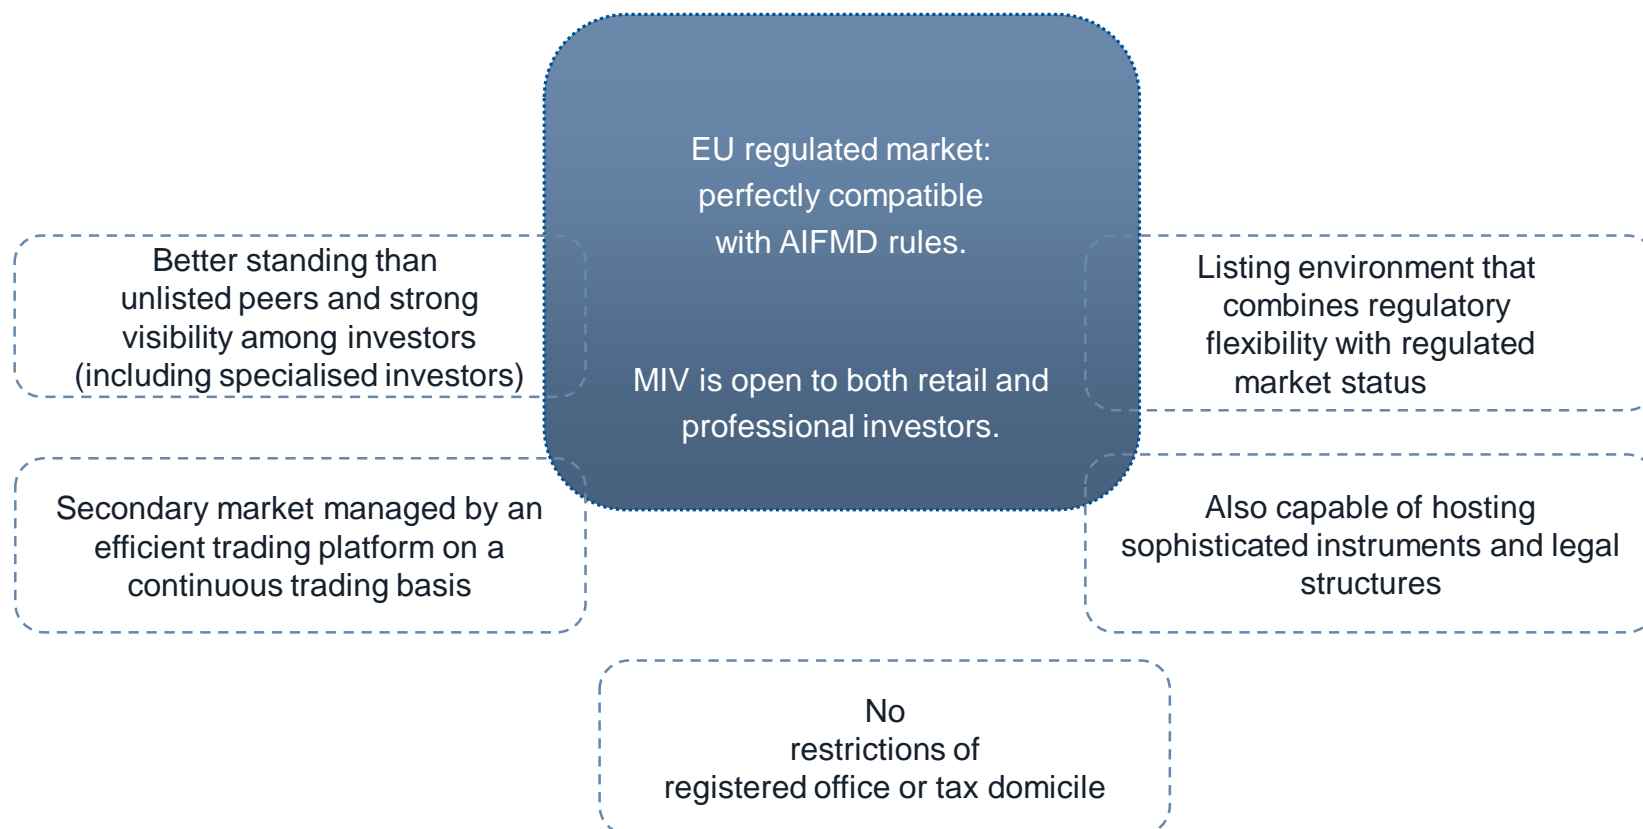 EU regulated market:
perfectly compatible
with AIFMD rules.
MIV is open to both retail and
professional investors.
Better standing than
unlisted peers and strong
visibility among investors
(including specialised investors)
Listing environment that
combines regulatory
flexibility with regulated
market status
Secondary market managed by an
efficient trading platform on a
continuous trading basis
Also capable of hosting
sophisticated instruments and legal
structures
No
restrictions of
registered office or tax domicile